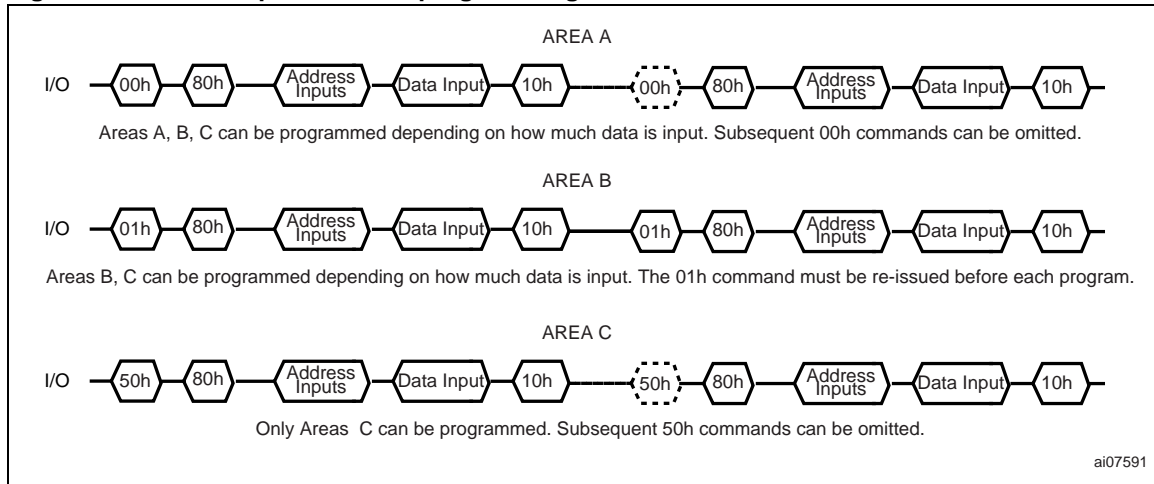 AREA A
I/O 00h 80h Address Inputs Data Input 10h 00h 80h Address Inputs Data Input 10h
Areas A, B, C can be programmed depending on how much data is input. Subsequent 00h commands can be omitted.
AREA B
I/O 01h 80h Address Inputs Data Input 10h 01h 80h Address Inputs Data Input 10h
Areas B, C can be programmed depending on how much data is input. The 01h command must be re-issued before each program.
AREA C
I/O 50h 80h Address Inputs Data Input 10h 50h 80h Address Inputs Data Input 10h
Only Areas C can be programmed. Subsequent 50h commands can be omitted.
ai07591